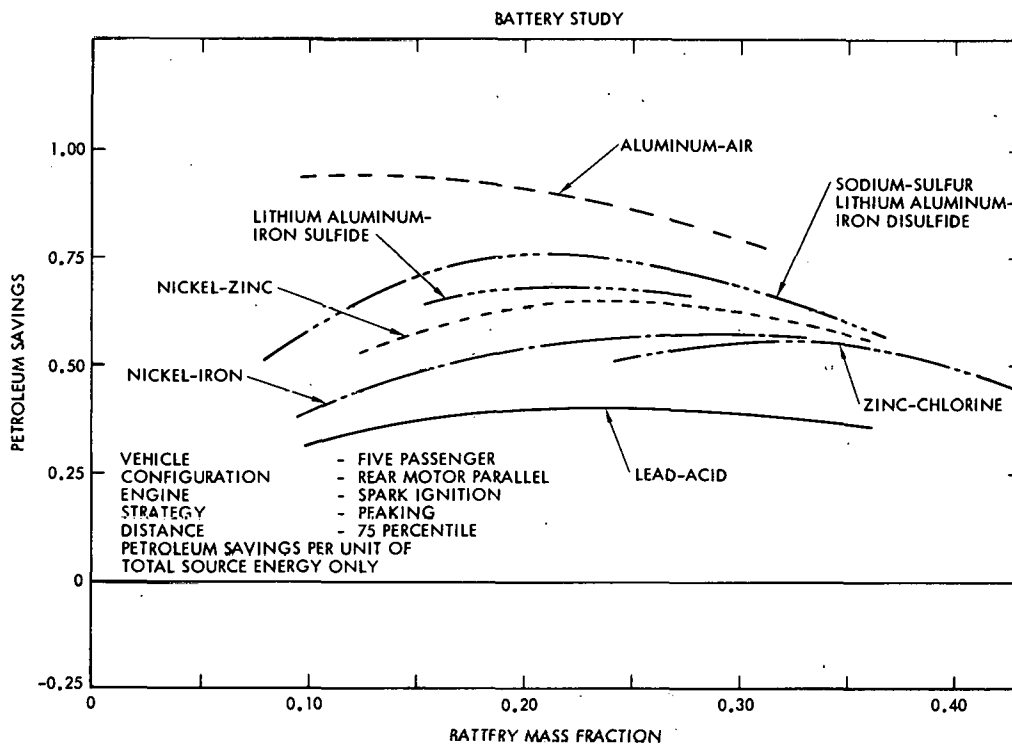 BATTERY STUDY
1.00
0.75
0.50
0.25
0
-0.25
PETROLEUM SAVINGS
ALUMINUM-AIR
SODIUM-SULFUR
LITHIUM ALUMINUM-
IRON DISULFIDE
LITHIUM ALUMINUM-
IRON SULFIDE
NICKEL-ZINC
NICKEL-IRON
ZINC-CHLORINE
LEAD-ACID
VEHICLE - FIVE PASSENGER
CONFIGURATION - REAR MOTOR PARALLEL
ENGINE - SPARK IGNITION
STRATEGY - PEAKING
DISTANCE - 75 PERCENTILE
PETROLEUM SAVINGS PER UNIT OF
TOTAL SOURCE ENERGY ONLY
0 0.10 0.20 0.30 0.40
BATTERY MASS FRACTION